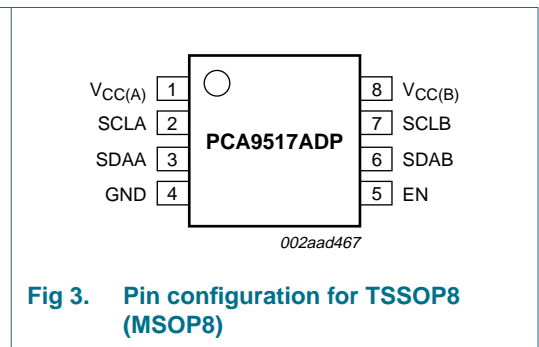 VCC(A) 1 8 VCC(B)
SCLA 2 7 SCLB
PCA9517ADP
SDAA 3 6 SDAB
GND 4 5 EN
002aad467
Fig 3. Pin configuration for TSSOP8
(MSOP8)